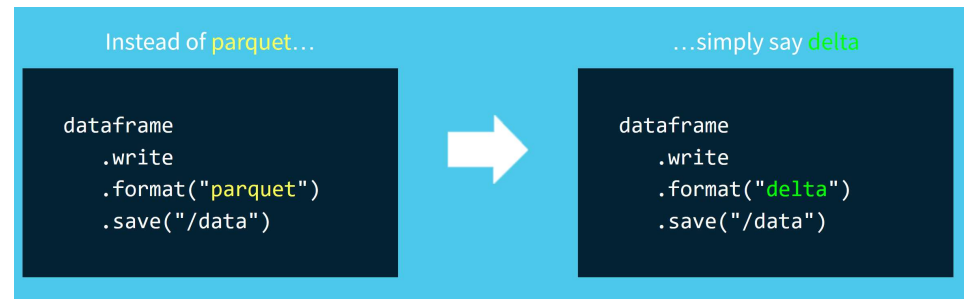 Instead of parquet…
dataframe
.write
.format("parquet")
.save("/data")
…simply say delta
dataframe
.write
.format("delta")
.save("/data")